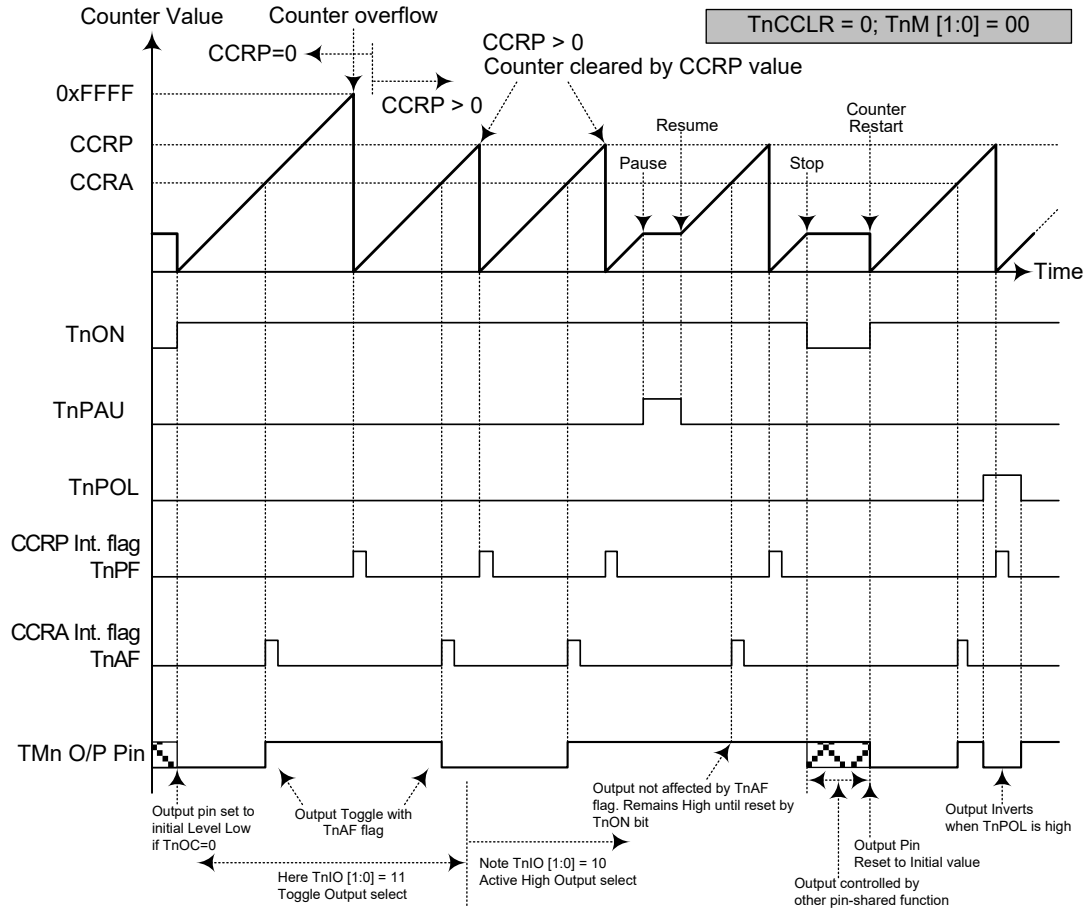 Counter Value
Counter overflow
TnCCLR = 0; TnM [1:0] = 00
CCRP=0
CCRP > 0
CCRP > 0
Counter cleared by CCRP value
0xFFFF
CCRP
CCRA
Pause
Resume
Stop
Counter
Restart
Time
TnON
TnPAU
TnPOL
CCRP Int. flag
TnPF
CCRA Int. flag
TnAF
TMn O/P Pin
Output pin set to
initial Level Low
if TnOC=0
Output Toggle with
TnAF flag
Output not affected by TnAF
flag. Remains High until reset by
TnON bit
Output Inverts
when TnPOL is high
Output Pin
Reset to Initial value
Output controlled by
other pin-shared function
Here TnIO [1:0] = 11
Toggle Output select
Note TnIO [1:0] = 10
Active High Output select